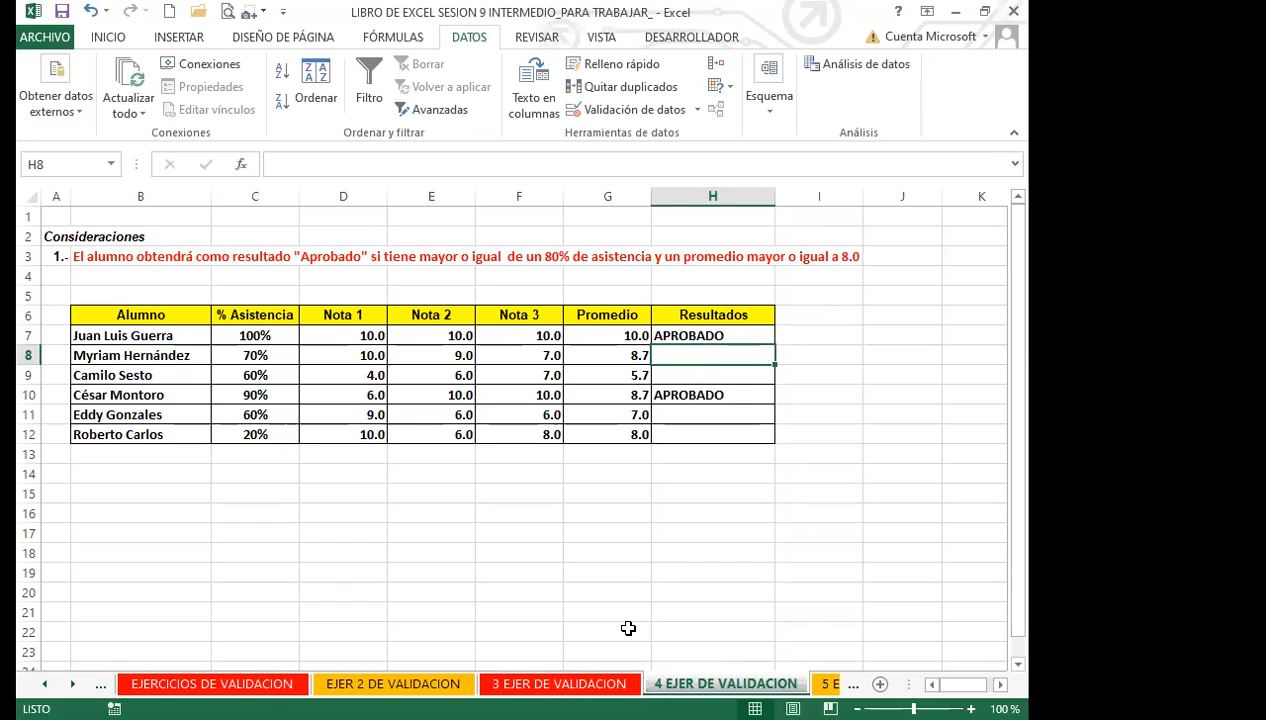 LIBRO DE EXCEL SESION 9 INTERMEDIO_PARA TRABAJAR_ - Excel
ARCHIVO INICIO INSERTAR DISEÑO DE PÁGINA FÓRMULAS DATOS REVISAR VISTA DESARROLLADOR Cuenta Microsoft
Obtener datos externos
Actualizar todo
Conexiones
Propiedades
Editar vínculos
Conexiones
Ordenar
Filtro
Borrar
Volver a aplicar
Avanzadas
Ordenar y filtrar
Texto en columnas
Relleno rápido
Quitar duplicados
Validación de datos
Herramientas de datos
Esquema
Análisis de datos
Análisis
H8 fx
A B C D E F G H I J K
1
2 Consideraciones
3 1.- El alumno obtendrá como resultado "Aprobado" si tiene mayor o igual de un 80% de asistencia y un promedio mayor o igual a 8.0
4
5
6 Alumno % Asistencia Nota 1 Nota 2 Nota 3 Promedio Resultados
7 Juan Luis Guerra 100% 10.0 10.0 10.0 10.0 APROBADO
8 Myriam Hernández 70% 10.0 9.0 7.0 8.7
9 Camilo Sesto 60% 4.0 6.0 7.0 5.7
10 César Montoro 90% 6.0 10.0 10.0 8.7 APROBADO
11 Eddy Gonzales 60% 9.0 6.0 6.0 7.0
12 Roberto Carlos 20% 10.0 6.0 8.0 8.0
13
14
15
16
17
18
19
20
21
22
23
24
... EJERCICIOS DE VALIDACION EJER 2 DE VALIDACION 3 EJER DE VALIDACION 4 EJER DE VALIDACION 5 E ...
LISTO 100 %